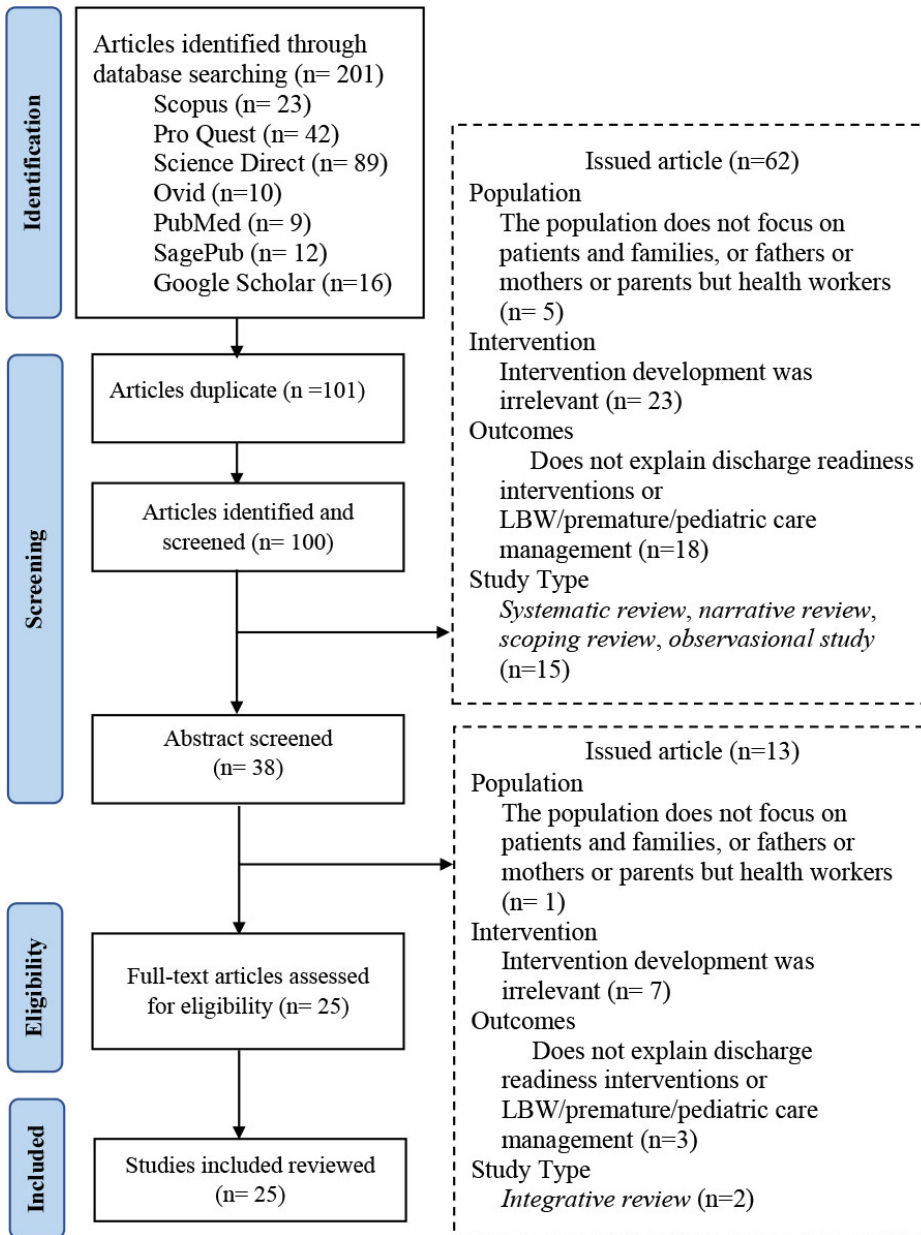 Identification
Articles identified through
database searching (n= 201)
Scopus (n= 23)
Pro Quest (n= 42)
Science Direct (n= 89)
Ovid (n=10)
PubMed (n= 9)
SagePub (n= 12)
Google Scholar (n=16)
Screening
Articles duplicate (n =101)
Articles identified and
screened (n= 100)
Issued article (n=62)
Population
The population does not focus on
patients and families, or fathers or
mothers or parents but health workers
(n= 5)
Intervention
Intervention development was
irrelevant (n= 23)
Outcomes
Does not explain discharge readiness
interventions or
LBW/premature/pediatric care
management (n=18)
Study Type
Systematic review, narrative review,
scoping review, observasional study
(n=15)
Abstract screened
(n= 38)
Issued article (n=13)
Population
The population does not focus on
patients and families, or fathers or
mothers or parents but health workers
(n= 1)
Intervention
Intervention development was
irrelevant (n= 7)
Outcomes
Does not explain discharge
readiness interventions or
LBW/premature/pediatric care
management (n=3)
Study Type
Integrative review (n=2)
Eligibility
Full-text articles assessed
for eligibility (n= 25)
Included
Studies included reviewed
(n= 25)